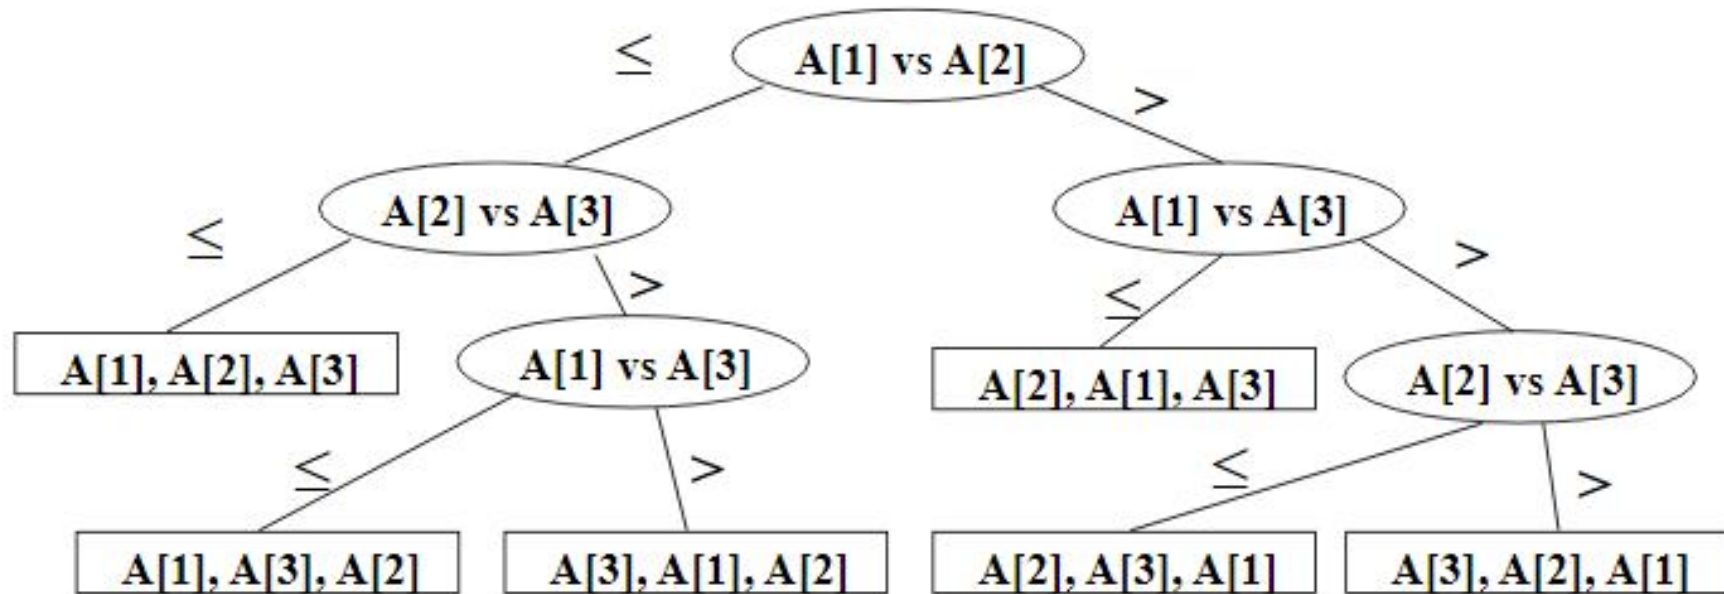 ≤
A[1] vs A[2]
>
≤
A[2] vs A[3]
>
A[1] vs A[3]
≤
>
A[1], A[2], A[3]
≤
A[1] vs A[3]
>
A[2], A[1], A[3]
≤
A[2] vs A[3]
>
A[1], A[3], A[2]
A[3], A[1], A[2]
A[2], A[3], A[1]
A[3], A[2], A[1]